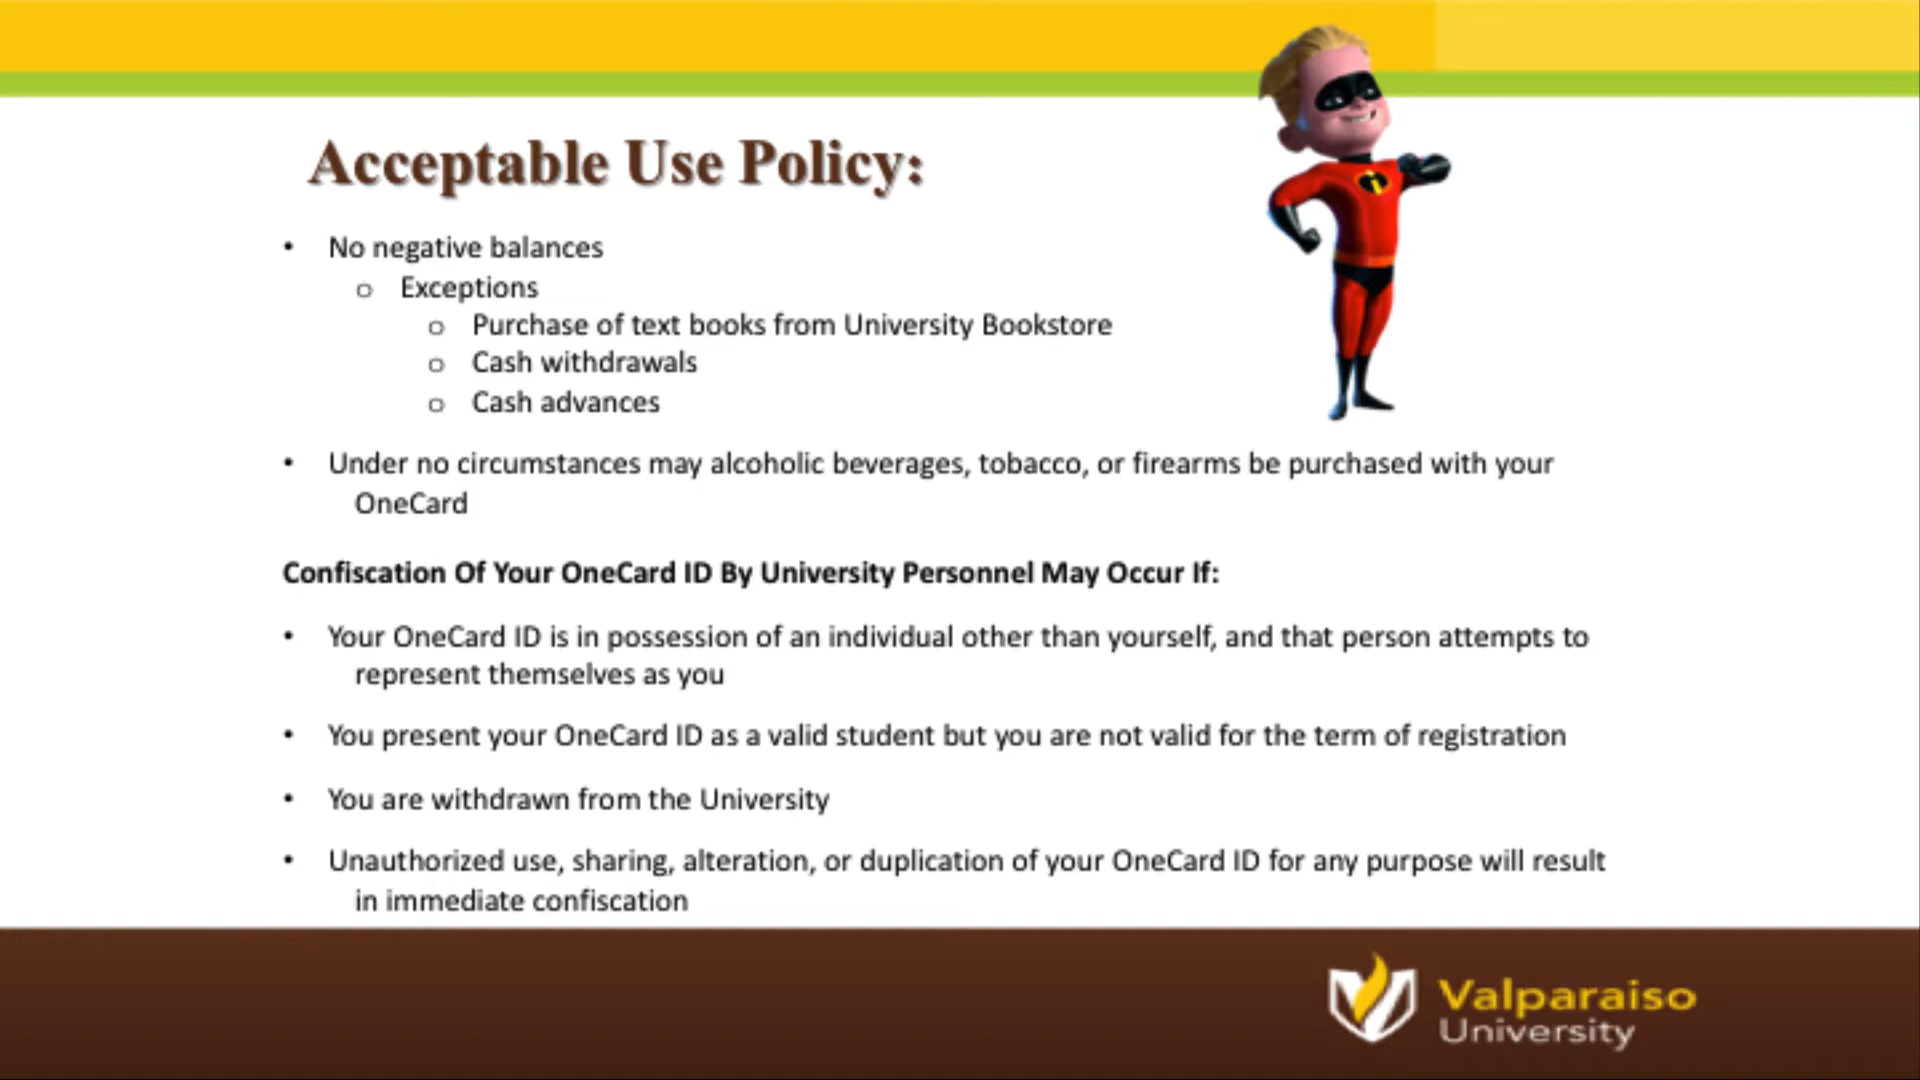 Acceptable Use Policy:
• No negative balances
o Exceptions
o Purchase of text books from University Bookstore
o Cash withdrawals
o Cash advances
• Under no circumstances may alcoholic beverages, tobacco, or firearms be purchased with your
OneCard
Confiscation Of Your OneCard ID By University Personnel May Occur If:
• Your OneCard ID is in possession of an individual other than yourself, and that person attempts to
represent themselves as you
• You present your OneCard ID as a valid student but you are not valid for the term of registration
• You are withdrawn from the University
• Unauthorized use, sharing, alteration, or duplication of your OneCard ID for any purpose will result
in immediate confiscation
Valparaiso
University